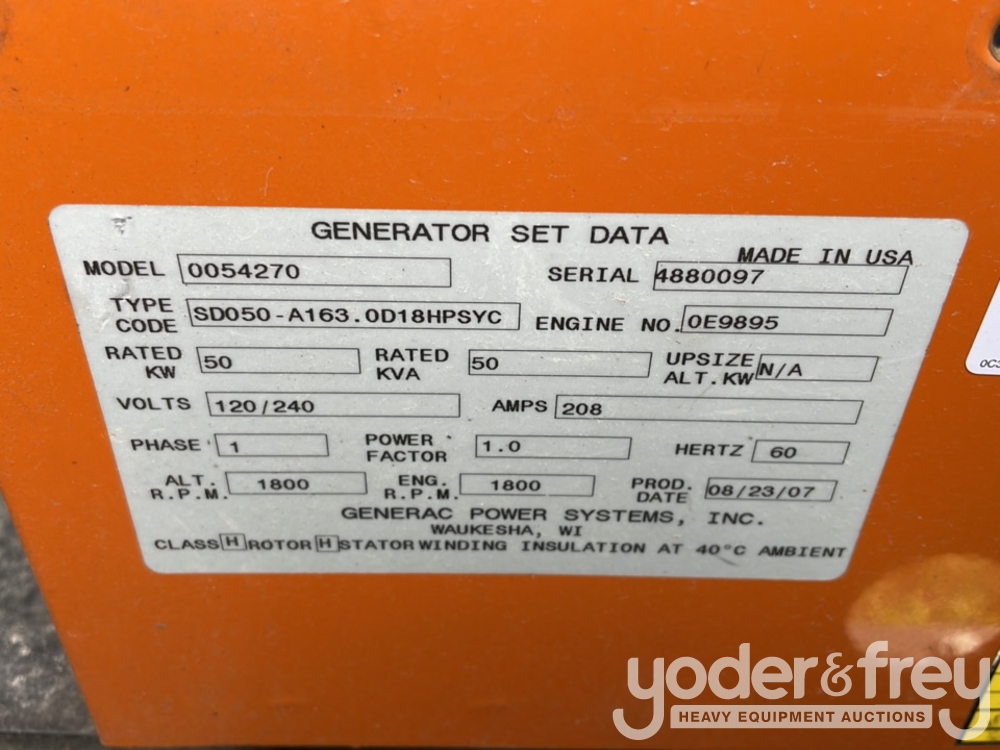 GENERATOR SET DATA
MADE IN USA
MODEL 0054270 SERIAL 4880097
TYPE CODE SD050-A163.0D18HPSYC ENGINE NO. 0E9895
RATED KW 50 RATED KVA 50 UPSIZE ALT.KW N/A
VOLTS 120/240 AMPS 208
PHASE 1 POWER FACTOR 1.0 HERTZ 60
ALT. R.P.M. 1800 ENG. R.P.M. 1800 PROD. DATE 08/23/07
GENERAC POWER SYSTEMS, INC.
WAUKESHA, WI
CLASS H ROTOR H STATOR WINDING INSULATION AT 40°C AMBIENT
0C3
yoder&frey
HEAVY EQUIPMENT AUCTIONS